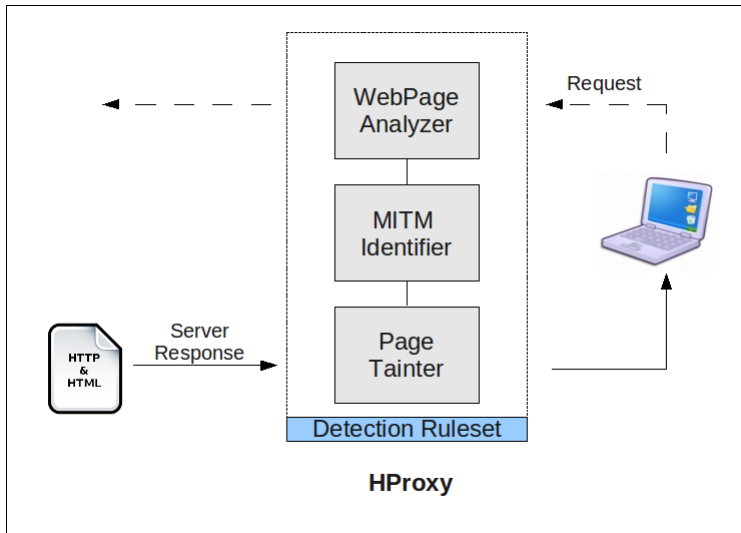 WebPage
Analyzer
Request
MITM
Identifier
Server
Response
HTTP
&
HTML
Page
Tainter
Detection Ruleset
HProxy